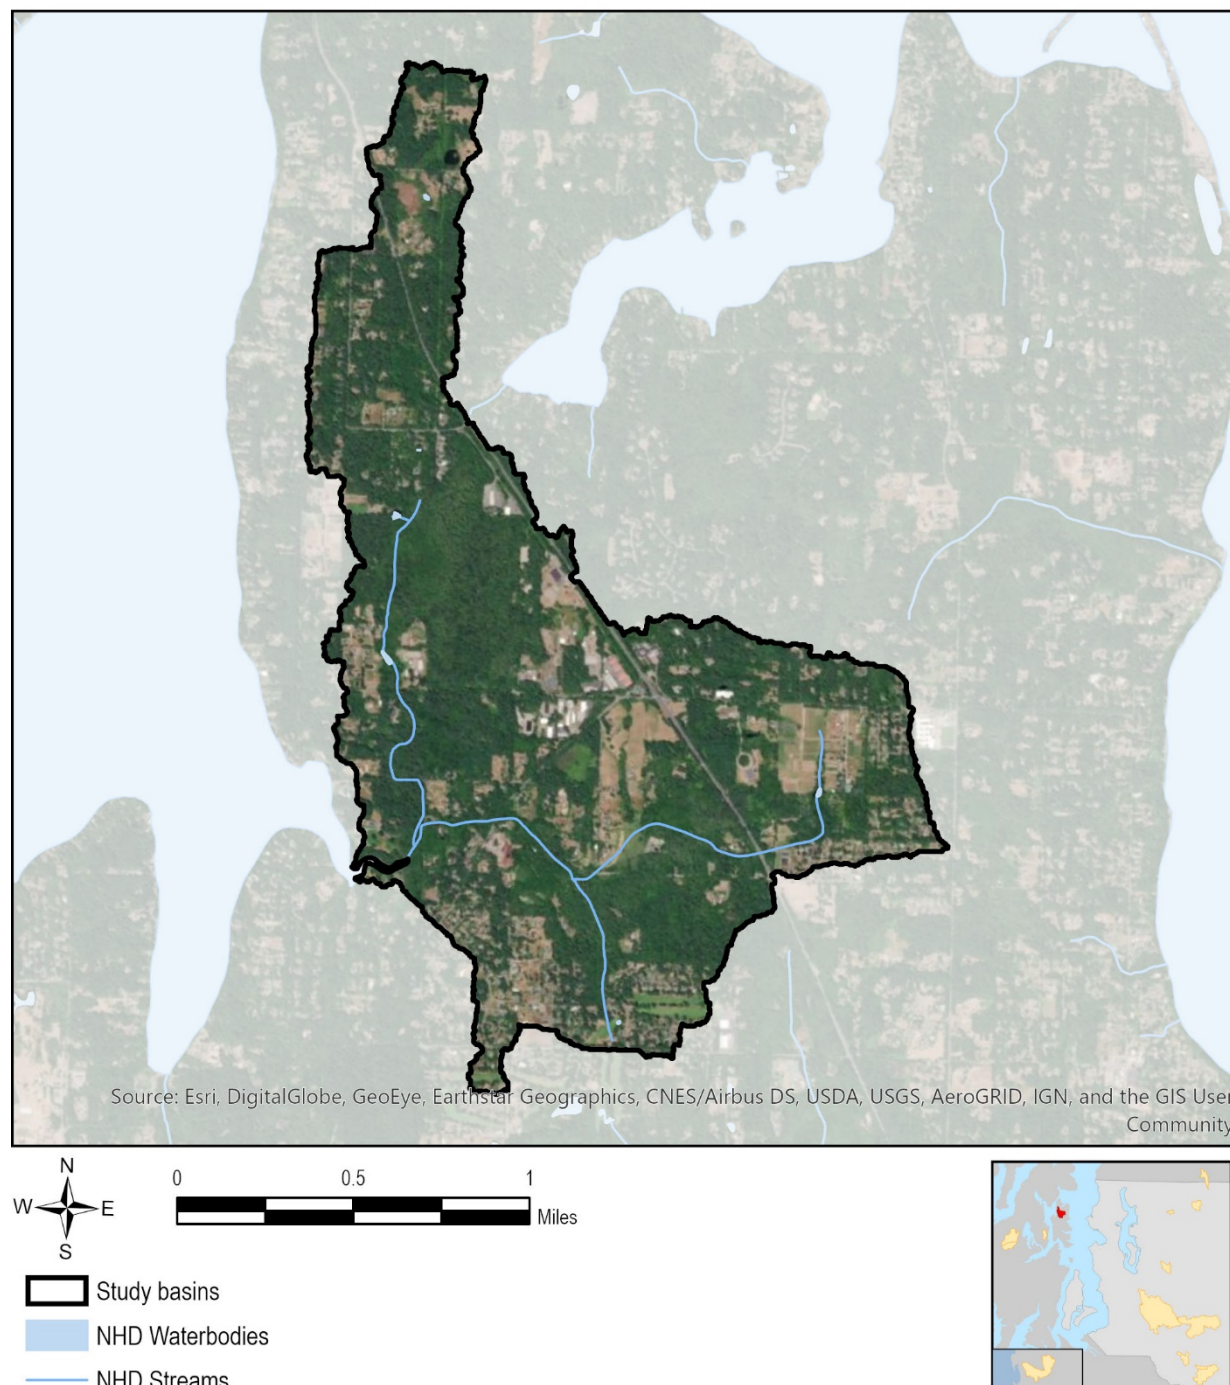 Source: Esri, DigitalGlobe, GeoEye, Earthstar Geographics, CNES/Airbus DS, USDA, USGS, AeroGRID, IGN, and the GIS User
Community
N
W E
S
0 0.5 1
Miles
Study basins
NHD Waterbodies
NHD Streams